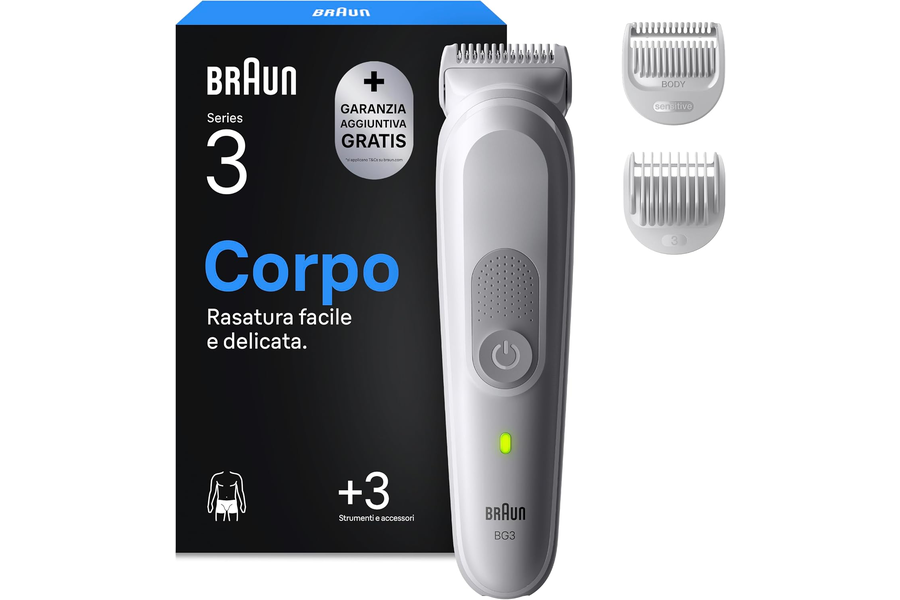 BRAUN
BRAUN
Series
3
+
GARANZIA
AGGIUNTIVA
GRATIS
Corpo
Rasatura facile
e delicata.
+3
Strumenti e accessori
BRAUN
BG3
BODY
sensitive
3